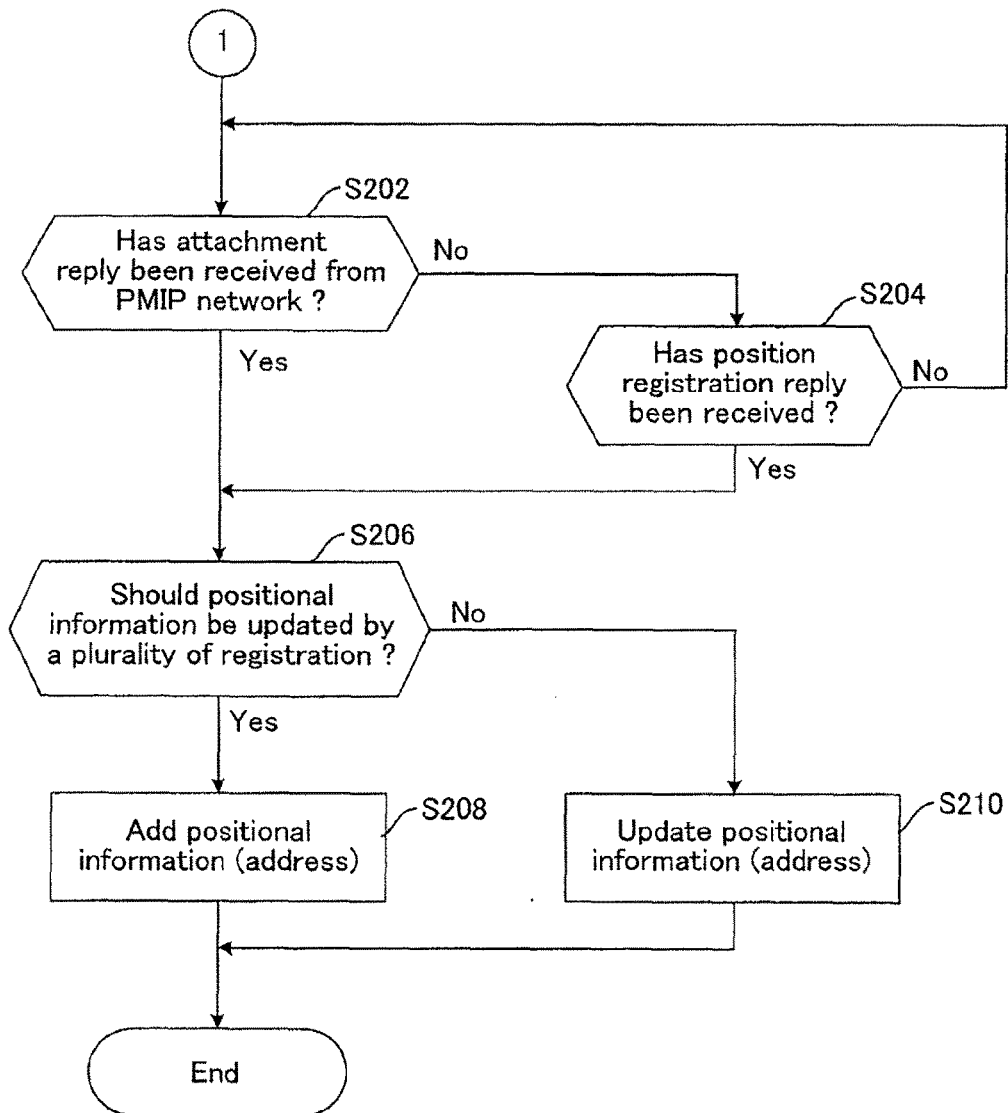 1
S202
Has attachment
reply been received from
PMIP network ?
No
Yes
S204
Has position
registration reply
been received ?
No
Yes
S206
Should positional
information be updated by
a plurality of registration ?
No
Yes
S208
Add positional
information (address)
S210
Update positional
information (address)
End